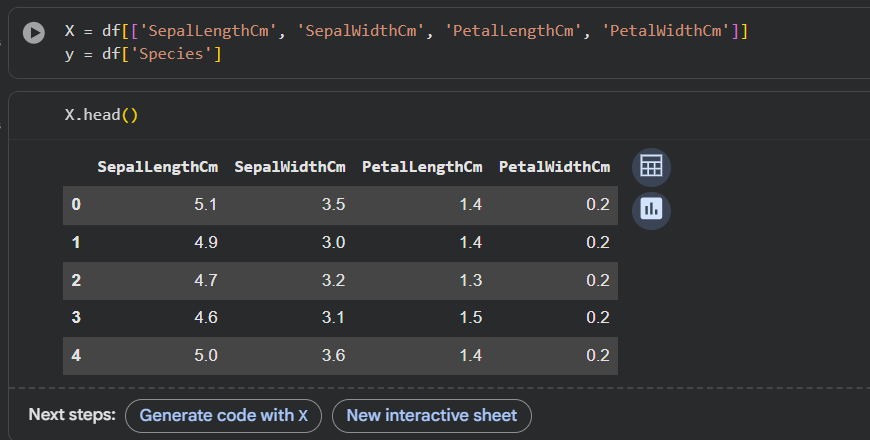 X = df[['SepalLengthCm', 'SepalWidthCm', 'PetalLengthCm', 'PetalWidthCm']]
y = df['Species']
X.head()
SepalLengthCm SepalWidthCm PetalLengthCm PetalWidthCm
0 5.1 3.5 1.4 0.2
1 4.9 3.0 1.4 0.2
2 4.7 3.2 1.3 0.2
3 4.6 3.1 1.5 0.2
4 5.0 3.6 1.4 0.2
Next steps: Generate code with X New interactive sheet